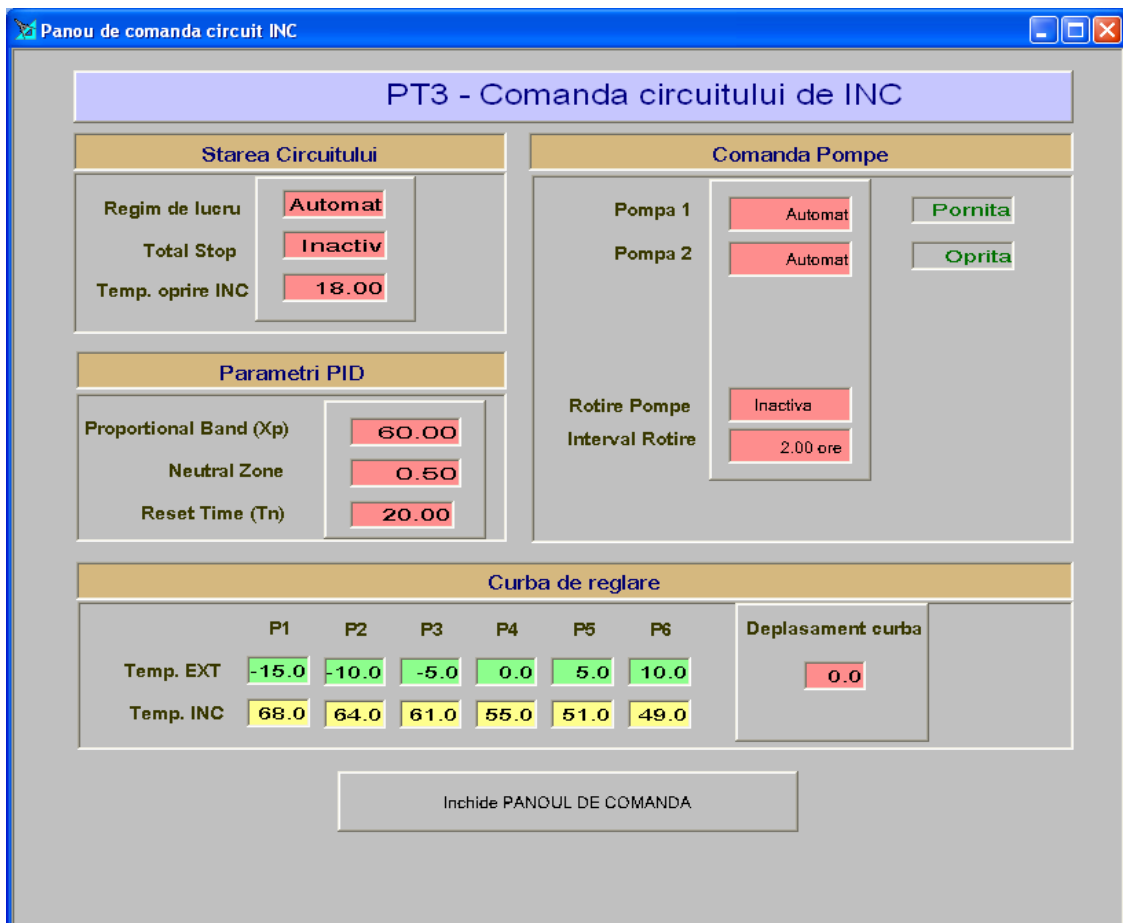 Panou de comanda circuit INC
PT3 - Comanda circuitului de INC
Starea Circuitului
Regim de lucru Automat
Total Stop Inactiv
Temp. oprire INC 18.00
Comanda Pompe
Pompa 1 Automat Pornita
Pompa 2 Automat Oprita
Rotire Pompe Inactiva
Interval Rotire 2.00 ore
Parametri PID
Proportional Band (Xp) 60.00
Neutral Zone 0.50
Reset Time (Tn) 20.00
Curba de reglare
P1 P2 P3 P4 P5 P6 Deplasament curba
Temp. EXT -15.0 -10.0 -5.0 0.0 5.0 10.0 0.0
Temp. INC 68.0 64.0 61.0 55.0 51.0 49.0
Inchide PANOUL DE COMANDA